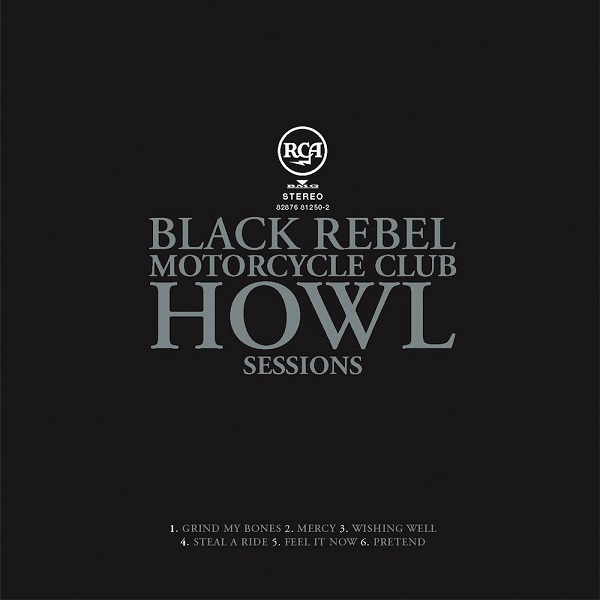 RCA
BMG
STEREO
82876 81250-2
BLACK REBEL
MOTORCYCLE CLUB
HOWL
SESSIONS
1. GRIND MY BONES 2. MERCY 3. WISHING WELL
4. STEAL A RIDE 5. FEEL IT NOW 6. PRETEND